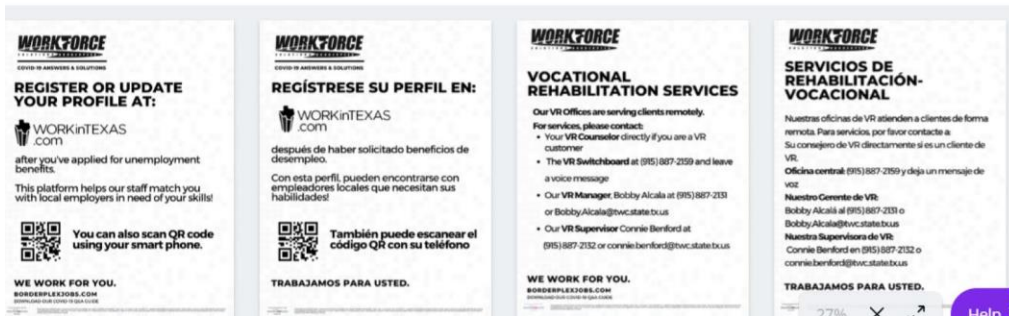 WORKFORCE
COVID-19 ANSWERS & SOLUTIONS
REGISTER OR UPDATE
YOUR PROFILE AT:
WORKinTEXAS
.com
after you've applied for unemployment
benefits.
This platform helps our staff match you
with local employers in need of your skills!
You can also scan QR code
using your smart phone.
WE WORK FOR YOU.
BORDERPLEXJOBS.COM
DOWNLOAD OUR COVID-19 Q&A GUIDE
WORKFORCE
COVID-19 ANSWERS & SOLUTIONS
REGÍSTRESE SU PERFIL EN:
WORKinTEXAS
.com
después de haber solicitado beneficios de
desempleo.
Con esta perfil, pueden encontrarse con
empleadores locales que necesitan sus
habilidades!
También puede escanear el
código QR con su teléfono
TRABAJAMOS PARA USTED.
WORKFORCE
VOCATIONAL
REHABILITATION SERVICES
Our VR Offices are serving clients remotely.
For services, please contact:
• Your VR Counselor directly if you are a VR
customer
• The VR Switchboard at (915) 887-2159 and leave
a voice message
• Our VR Manager, Bobby Alcala at (915) 887-2131
or Bobby.Alcala@twc.state.tx.us
• Our VR Supervisor Connie Benford at
(915) 887-2132 or connie.benford@twc.state.tx.us
WE WORK FOR YOU.
BORDERPLEXJOBS.COM
DOWNLOAD OUR COVID-19 Q&A GUIDE
WORKFORCE
SERVICIOS DE
REHABILITACIÓN-
VOCACIONAL
Nuestras oficinas de VR atienden a clientes de forma
remota. Para servicios, por favor contacte a:
Su consejero de VR directamente si es un cliente de
VR.
Oficina central: (915) 887-2159 y deja un mensaje de
voz
Nuestro Gerente de VR:
Bobby Alcalá al (915) 887-2131 o
Bobby.Alcala@twc.state.tx.us
Nuestra Supervisora de VR:
Connie Benford en (915) 887-2132 o
connie.benford@twc.state.tx.us
TRABAJAMOS PARA USTED.
27%
Help